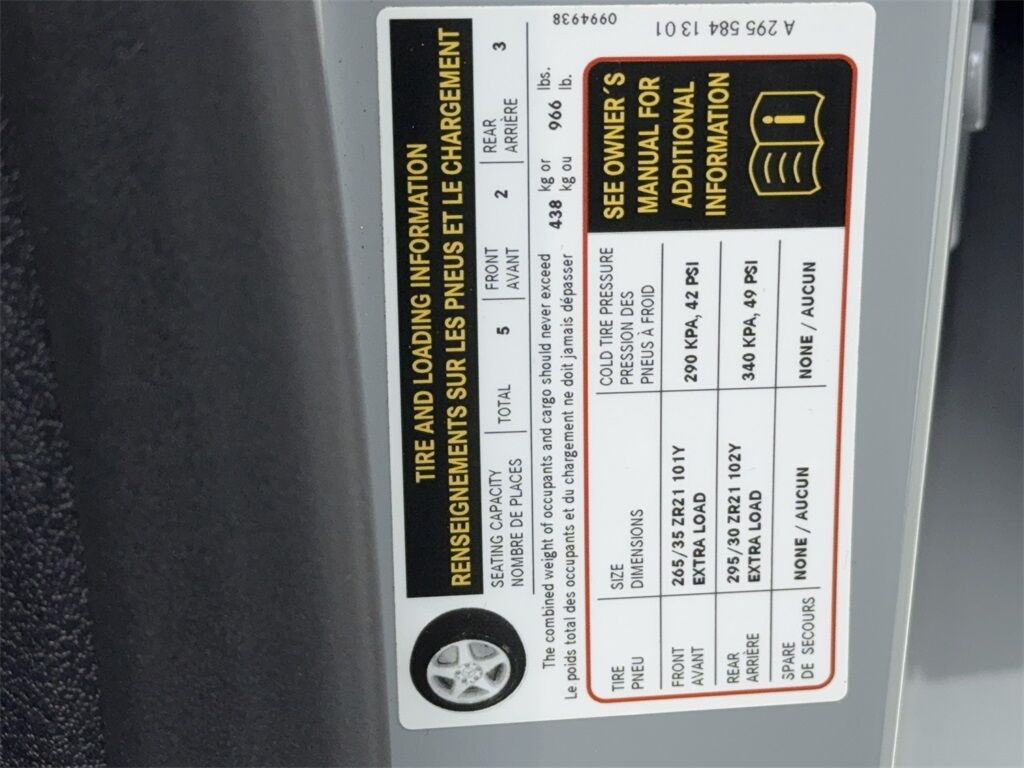 TIRE AND LOADING INFORMATION
RENSEIGNEMENTS SUR LES PNEUS ET LE CHARGEMENT
SEATING CAPACITY TOTAL 5 FRONT 2 REAR 3
NOMBRE DE PLACES AVANT ARRIÈRE
The combined weight of occupants and cargo should never exceed 438 kg or 966 lbs.
Le poids total des occupants et du chargement ne doit jamais dépasser kg ou lb.
TIRE SIZE COLD TIRE PRESSURE
PNEU DIMENSIONS PRESSION DES
PNEUS À FROID
FRONT 265/35 ZR21 101Y 290 KPA, 42 PSI
AVANT EXTRA LOAD
REAR 295/30 ZR21 102Y 340 KPA, 49 PSI
ARRIÈRE EXTRA LOAD
SPARE NONE / AUCUN NONE / AUCUN
DE SECOURS
SEE OWNER´S
MANUAL FOR
ADDITIONAL
INFORMATION
i
0994938
A 295 584 13 01